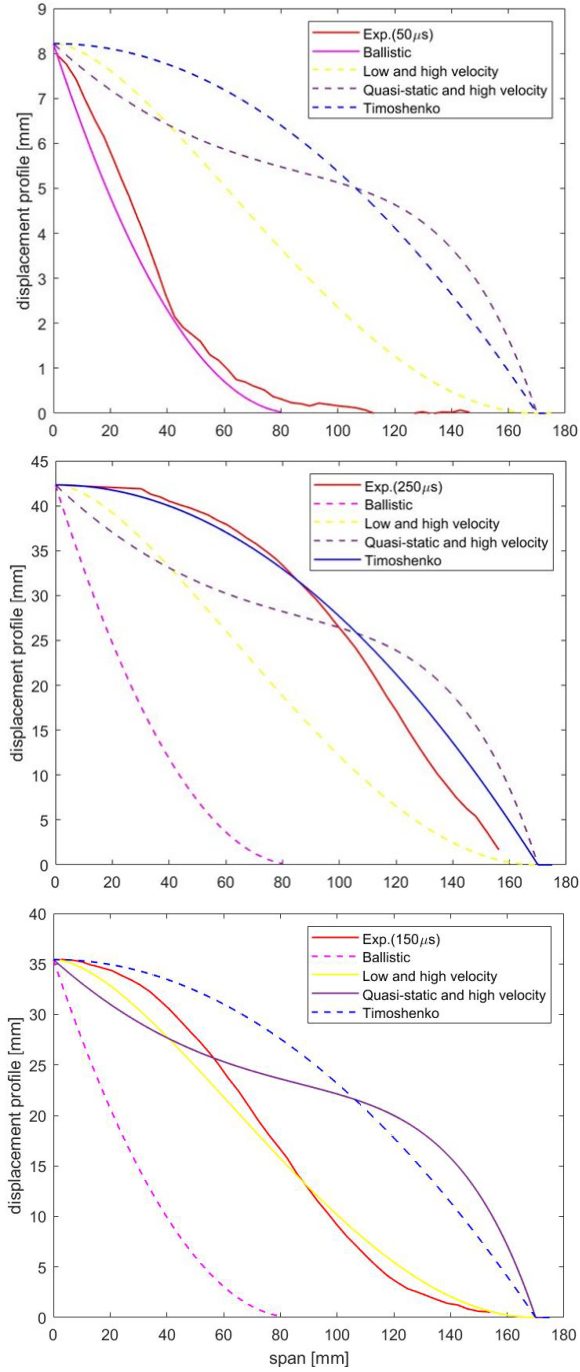 9
8
7
6
5
4
3
2
1
0
displacement profile [mm]
Exp.(50μs)
Ballistic
Low and high velocity
Quasi-static and high velocity
Timoshenko
0 20 40 60 80 100 120 140 160 180
45
40
35
30
25
20
15
10
5
0
displacement profile [mm]
Exp.(250μs)
Ballistic
Low and high velocity
Quasi-static and high velocity
Timoshenko
0 20 40 60 80 100 120 140 160 180
40
35
30
25
20
15
10
5
0
displacement profile [mm]
Exp.(150μs)
Ballistic
Low and high velocity
Quasi-static and high velocity
Timoshenko
0 20 40 60 80 100 120 140 160 180
span [mm]